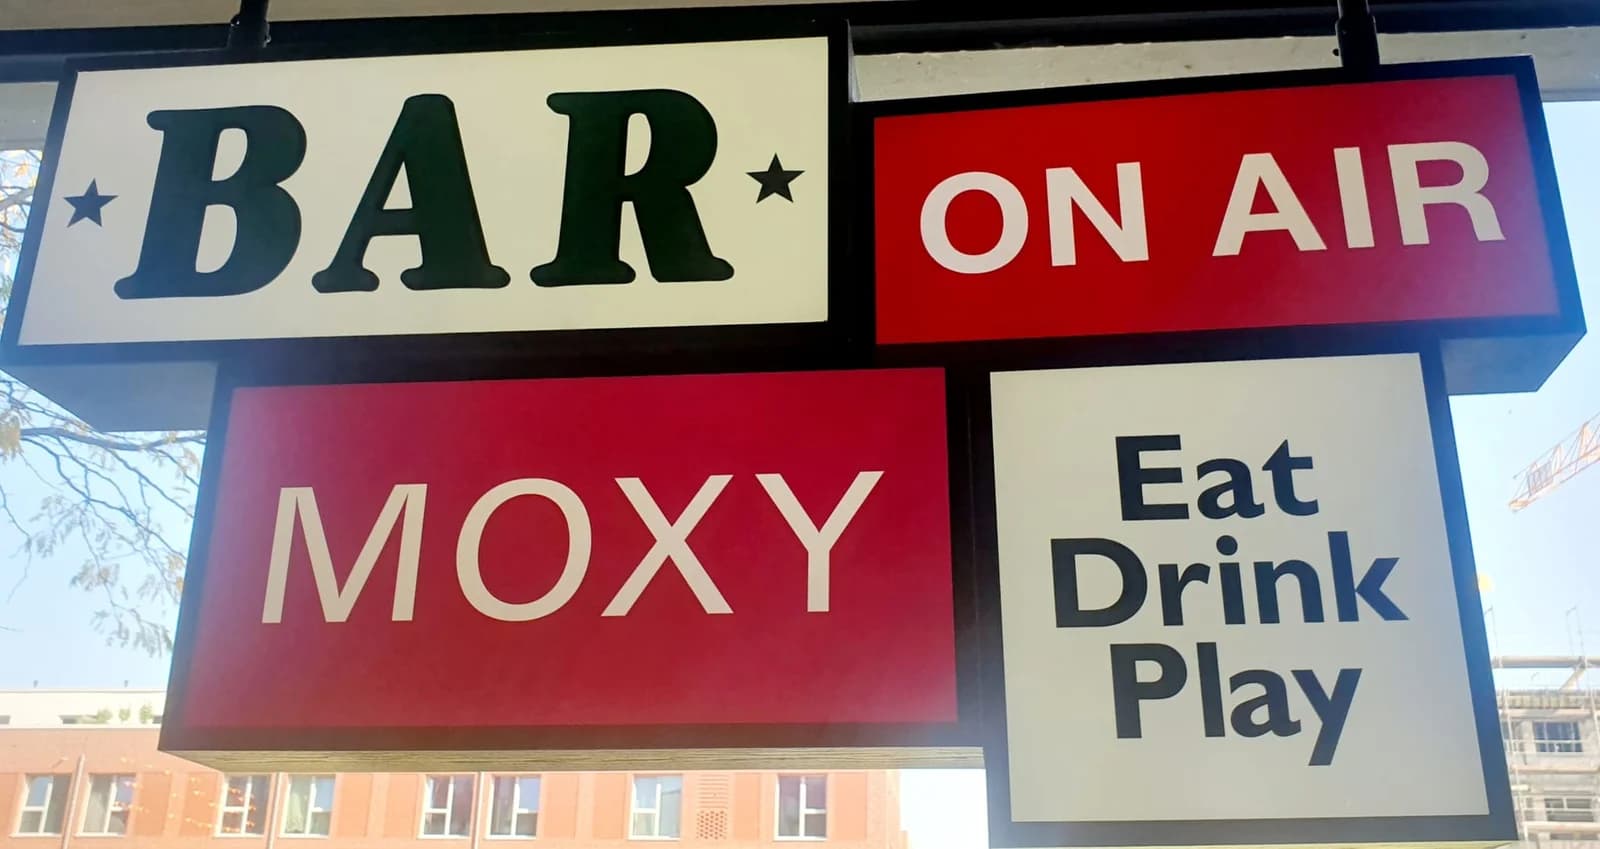 ★ BAR ★
ON AIR
MOXY
Eat
Drink
Play